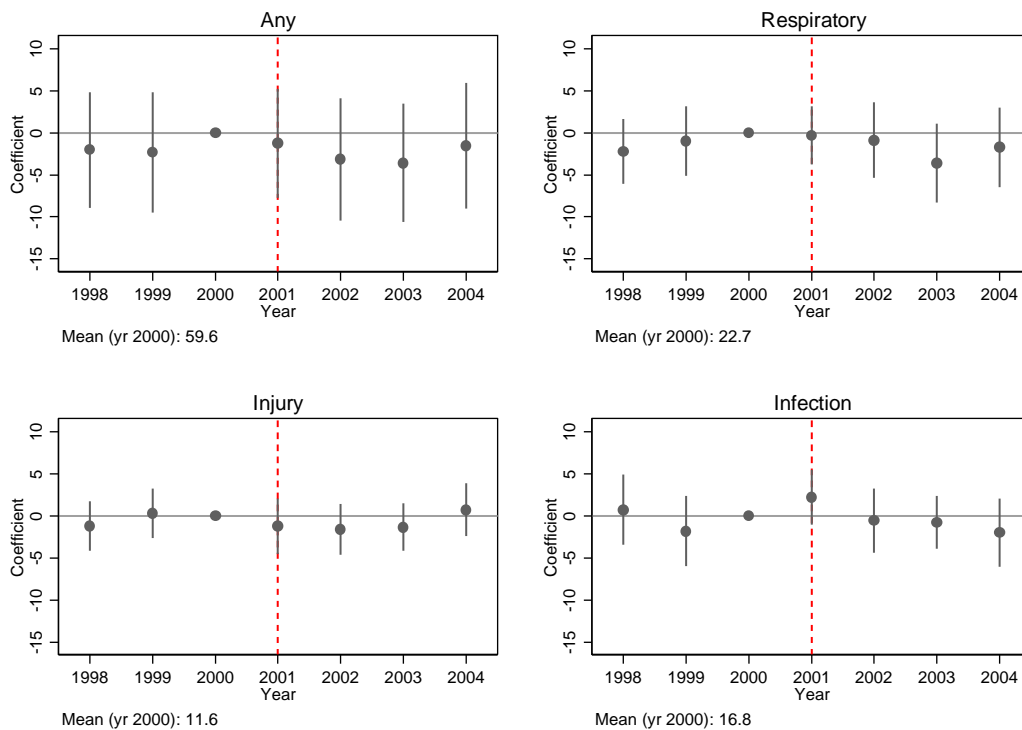 Any
Coefficient
10
5
0
-5
-10
-15
1998 1999 2000 2001 2002 2003 2004
Year
Mean (yr 2000): 59.6
Respiratory
Coefficient
10
5
0
-5
-10
-15
1998 1999 2000 2001 2002 2003 2004
Year
Mean (yr 2000): 22.7
Injury
Coefficient
10
5
0
-5
-10
-15
1998 1999 2000 2001 2002 2003 2004
Year
Mean (yr 2000): 11.6
Infection
Coefficient
10
5
0
-5
-10
-15
1998 1999 2000 2001 2002 2003 2004
Year
Mean (yr 2000): 16.8